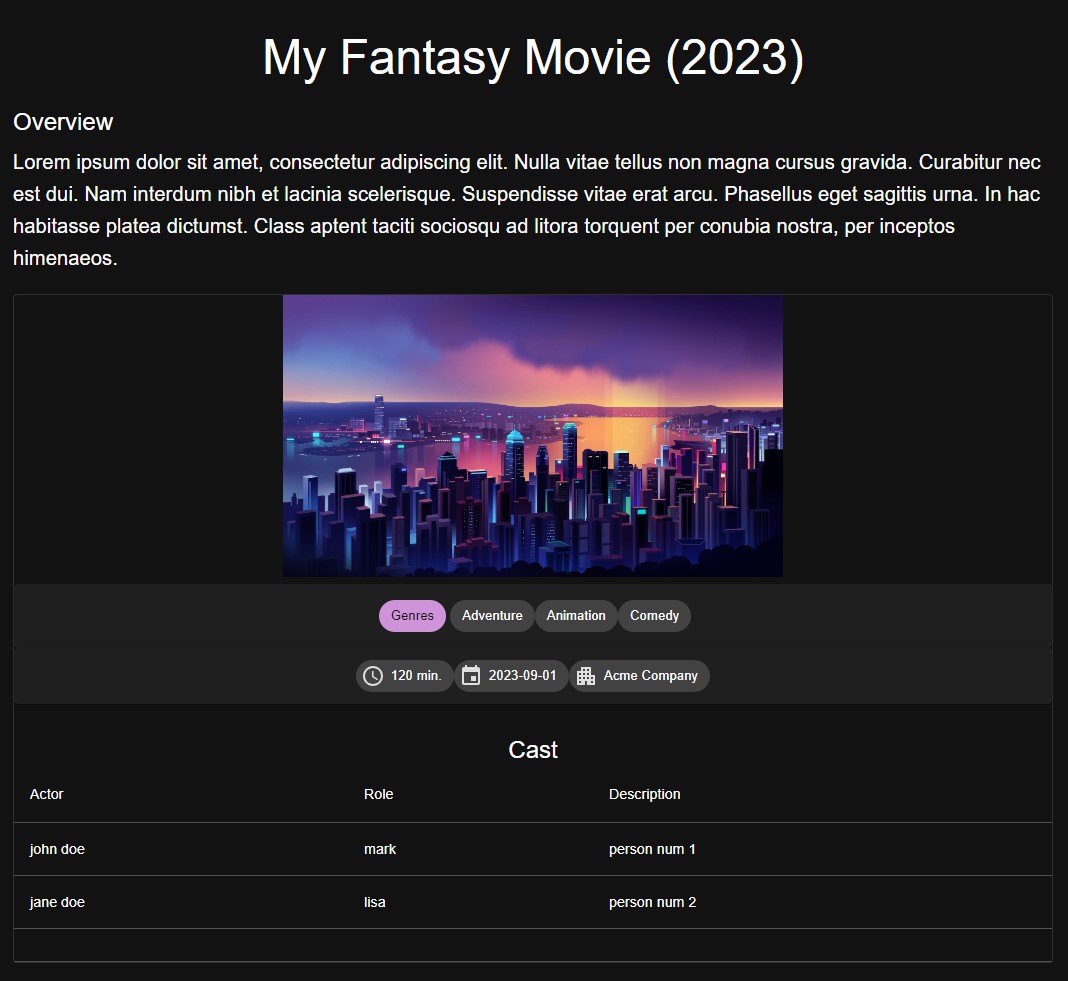 My Fantasy Movie (2023)
Overview
Lorem ipsum dolor sit amet, consectetur adipiscing elit. Nulla vitae tellus non magna cursus gravida. Curabitur nec
est dui. Nam interdum nibh et lacinia scelerisque. Suspendisse vitae erat arcu. Phasellus eget sagittis urna. In hac
habitasse platea dictumst. Class aptent taciti sociosqu ad litora torquent per conubia nostra, per inceptos
himenaeos.
Genres Adventure Animation Comedy
120 min. 2023-09-01 Acme Company
Cast
Actor Role Description
john doe mark person num 1
jane doe lisa person num 2